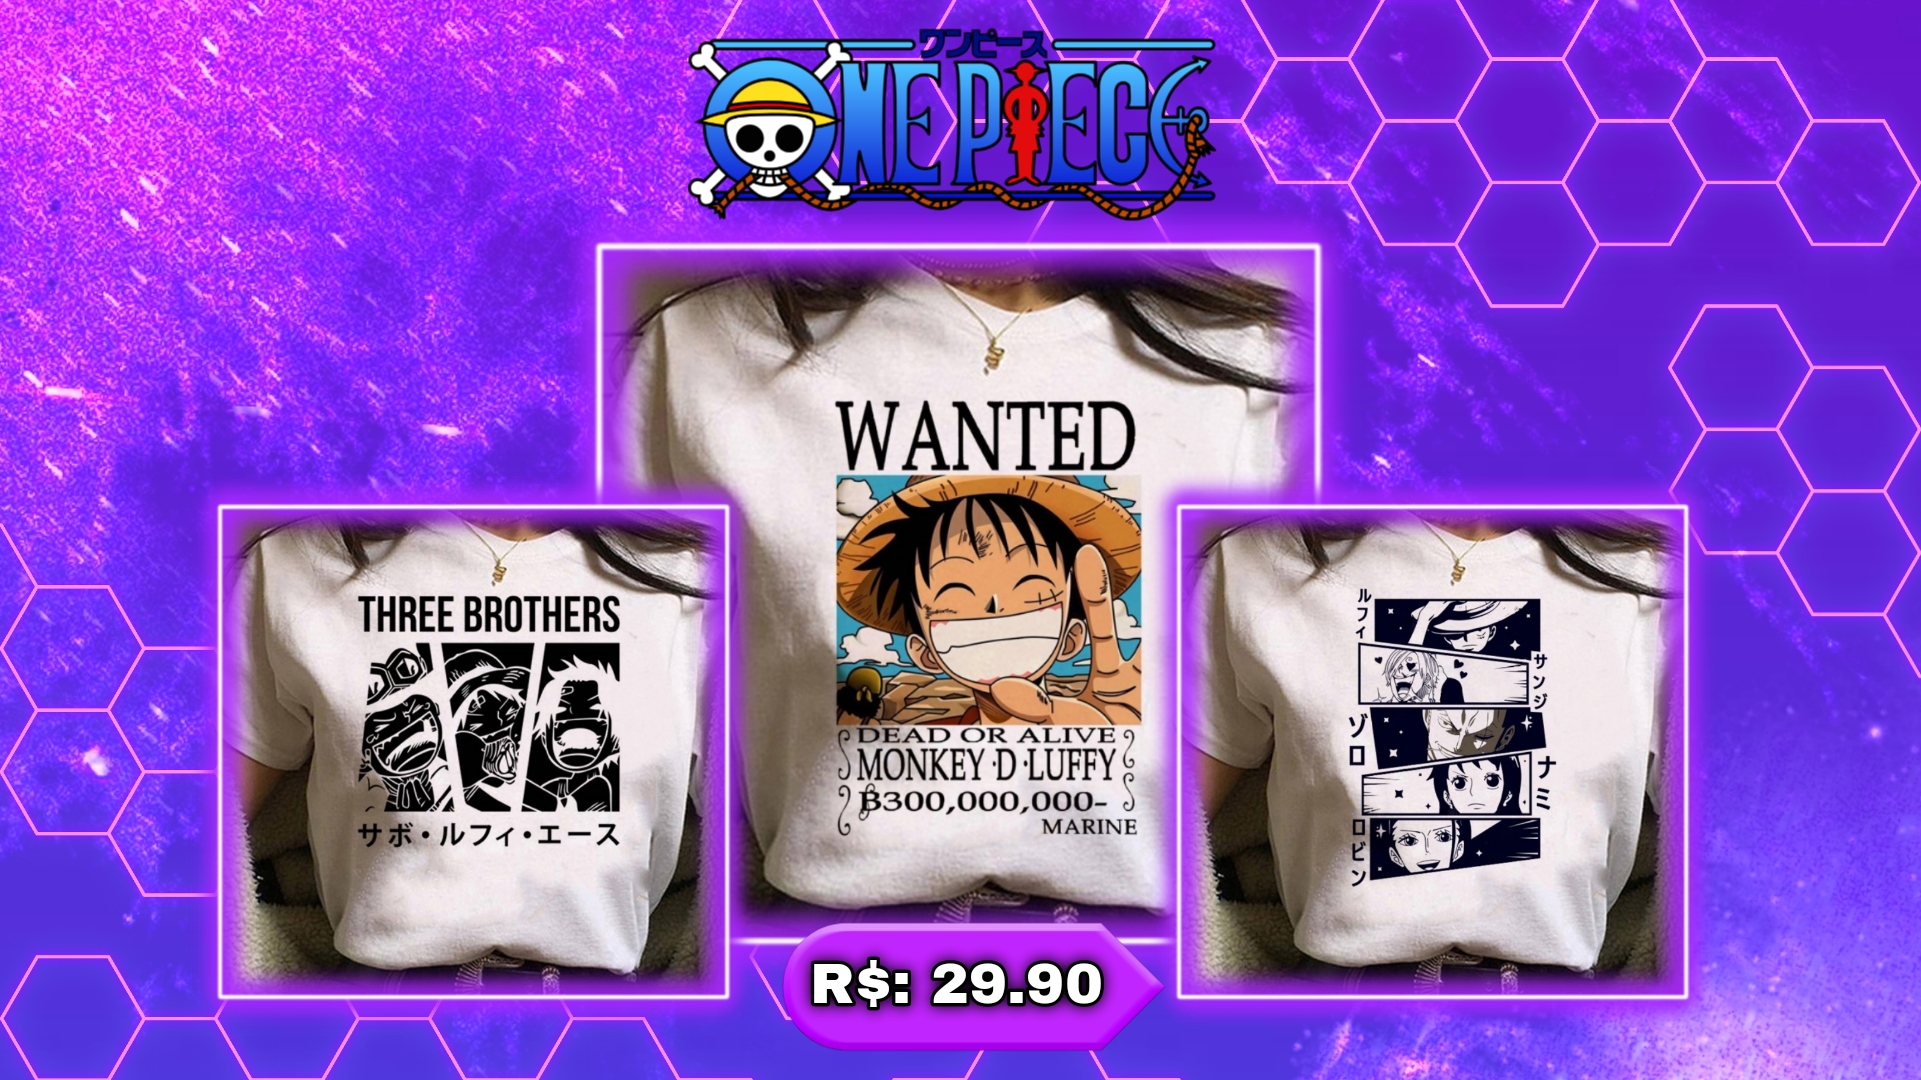 ワンピース
ONE PIECE
WANTED
DEAD OR ALIVE
MONKEY·D·LUFFY
฿300,000,000-
MARINE
THREE BROTHERS
サボ・ルフィ・エース
ルフィ
サンジ
ゾロ
ナミ
ロビン
R$: 29.90